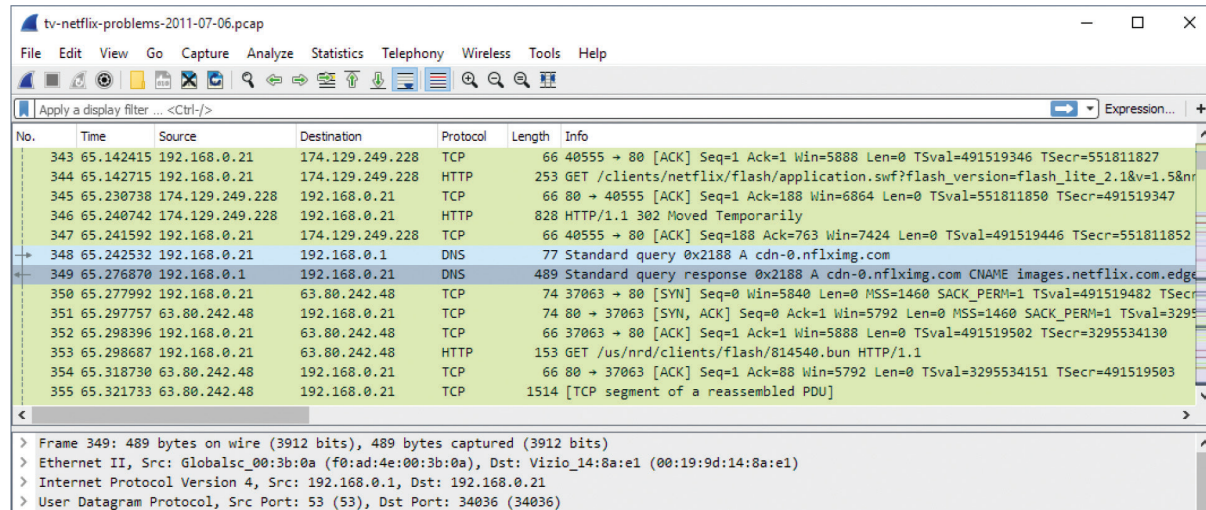 tv-netflix-problems-2011-07-06.pcap
File Edit View Go Capture Analyze Statistics Telephony Wireless Tools Help
Apply a display filter ... <Ctrl-/> Expression... +
No. Time Source Destination Protocol Length Info
343 65.142415 192.168.0.21 174.129.249.228 TCP 66 40555 → 80 [ACK] Seq=1 Ack=1 Win=5888 Len=0 TSval=491519346 TSecr=551811827
344 65.142715 192.168.0.21 174.129.249.228 HTTP 253 GET /clients/netflix/flash/application.swf?flash_version=flash_lite_2.1&v=1.5&nr
345 65.230738 174.129.249.228 192.168.0.21 TCP 66 80 → 40555 [ACK] Seq=1 Ack=188 Win=6864 Len=0 TSval=551811850 TSecr=491519347
346 65.240742 174.129.249.228 192.168.0.21 HTTP 828 HTTP/1.1 302 Moved Temporarily
347 65.241592 192.168.0.21 174.129.249.228 TCP 66 40555 → 80 [ACK] Seq=188 Ack=763 Win=7424 Len=0 TSval=491519446 TSecr=551811852
348 65.242532 192.168.0.21 192.168.0.1 DNS 77 Standard query 0x2188 A cdn-0.nflximg.com
349 65.276870 192.168.0.1 192.168.0.21 DNS 489 Standard query response 0x2188 A cdn-0.nflximg.com CNAME images.netflix.com.edge
350 65.277992 192.168.0.21 63.80.242.48 TCP 74 37063 → 80 [SYN] Seq=0 Win=5840 Len=0 MSS=1460 SACK_PERM=1 TSval=491519482 TSecr
351 65.297757 63.80.242.48 192.168.0.21 TCP 74 80 → 37063 [SYN, ACK] Seq=0 Ack=1 Win=5792 Len=0 MSS=1460 SACK_PERM=1 TSval=3295
352 65.298396 192.168.0.21 63.80.242.48 TCP 66 37063 → 80 [ACK] Seq=1 Ack=1 Win=5888 Len=0 TSval=491519502 TSecr=3295534130
353 65.298687 192.168.0.21 63.80.242.48 HTTP 153 GET /us/nrd/clients/flash/814540.bun HTTP/1.1
354 65.318730 63.80.242.48 192.168.0.21 TCP 66 80 → 37063 [ACK] Seq=1 Ack=88 Win=5792 Len=0 TSval=3295534151 TSecr=491519503
355 65.321733 63.80.242.48 192.168.0.21 TCP 1514 [TCP segment of a reassembled PDU]
> Frame 349: 489 bytes on wire (3912 bits), 489 bytes captured (3912 bits)
> Ethernet II, Src: Globalsc_00:3b:0a (f0:ad:4e:00:3b:0a), Dst: Vizio_14:8a:e1 (00:19:9d:14:8a:e1)
> Internet Protocol Version 4, Src: 192.168.0.1, Dst: 192.168.0.21
> User Datagram Protocol, Src Port: 53 (53), Dst Port: 34036 (34036)